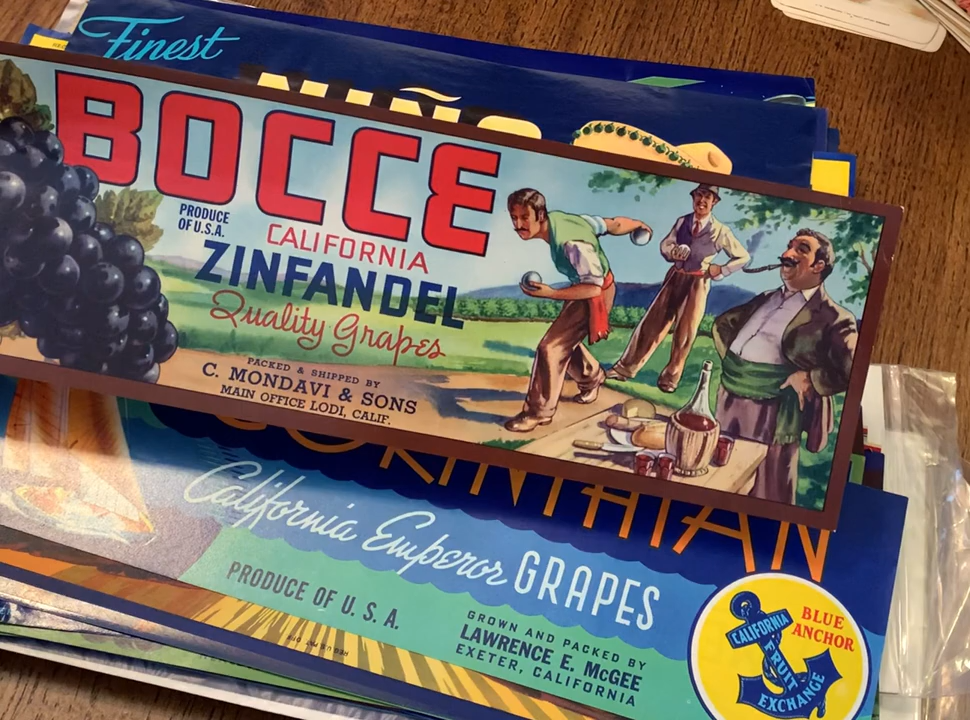 Finest
NIÑO
BOCCE
PRODUCE
OF U.S.A.
CALIFORNIA
ZINFANDEL
Quality Grapes
PACKED & SHIPPED BY
C. MONDAVI & SONS
MAIN OFFICE LODI, CALIF.
CORINTHIAN
California Emperor GRAPES
PRODUCE OF U. S. A.
GROWN AND PACKED BY
LAWRENCE E. McGEE
EXETER, CALIFORNIA
BLUE
ANCHOR
CALIFORNIA
FRUIT
EXCHANGE